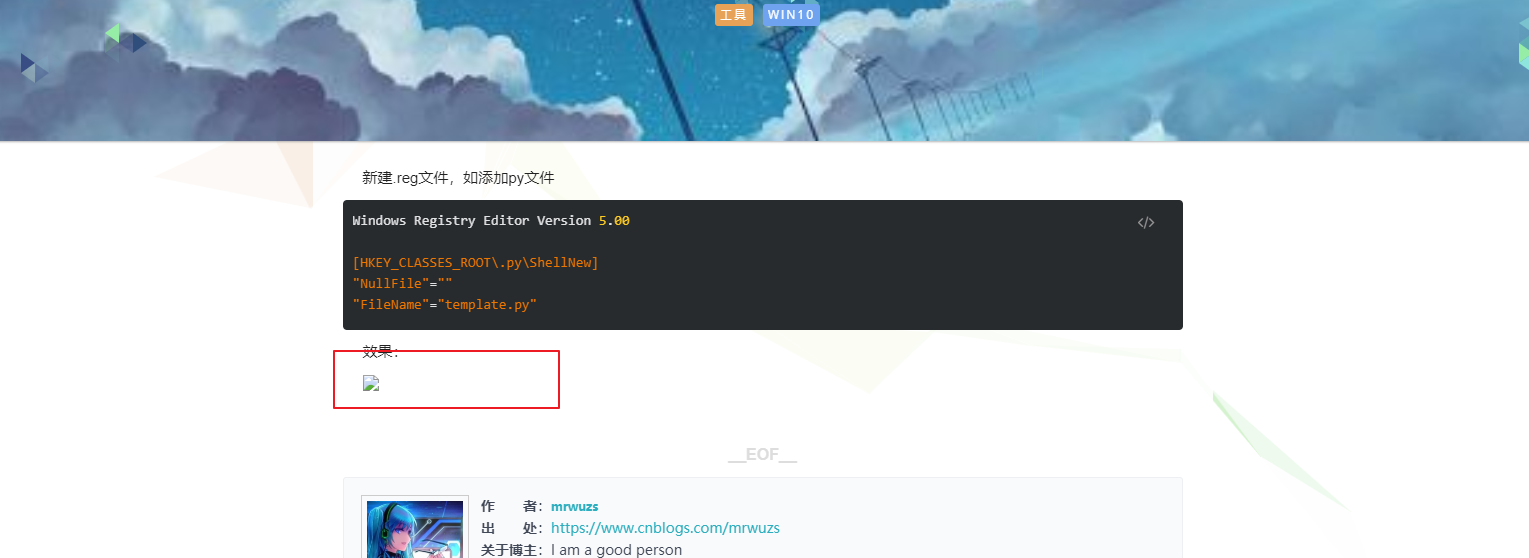 工具 WIN10
新建.reg文件，如添加py文件
Windows Registry Editor Version 5.00
[HKEY_CLASSES_ROOT\.py\ShellNew]
"NullFile"=""
"FileName"="template.py"
效果：
__EOF__
作　　者：mrwuzs
出　　处：https://www.cnblogs.com/mrwuzs
关于博主：I am a good person